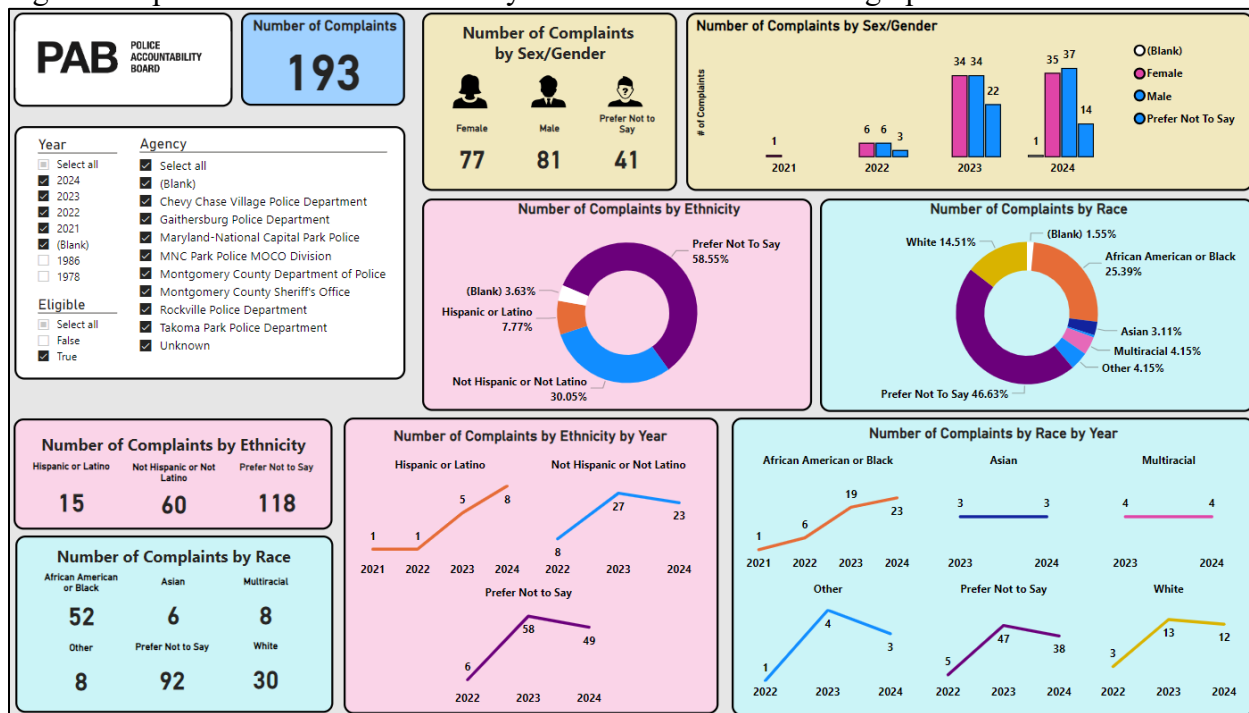 PAB
POLICE
ACCOUNTABILITY
BOARD
Number of Complaints
193
Number of Complaints
by Sex/Gender
Female
Male
Prefer Not to
Say
77
81
41
Number of Complaints by Sex/Gender
# of Complaints
1
6 6 3
34 34 22
1 35 37 14
2021
2022
2023
2024
(Blank)
Female
Male
Prefer Not To Say
Year
Select all
2024
2023
2022
2021
(Blank)
1986
1978
Eligible
Select all
False
True
Agency
Select all
(Blank)
Chevy Chase Village Police Department
Gaithersburg Police Department
Maryland-National Capital Park Police
MNC Park Police MOCO Division
Montgomery County Department of Police
Montgomery County Sheriff's Office
Rockville Police Department
Takoma Park Police Department
Unknown
Number of Complaints by Ethnicity
Prefer Not To Say
58.55%
(Blank) 3.63%
Hispanic or Latino
7.77%
Not Hispanic or Not Latino
30.05%
Number of Complaints by Race
(Blank) 1.55%
White 14.51%
African American or Black
25.39%
Asian 3.11%
Multiracial 4.15%
Other 4.15%
Prefer Not To Say 46.63%
Number of Complaints by Ethnicity
Hispanic or Latino
Not Hispanic or Not
Latino
Prefer Not to Say
15
60
118
Number of Complaints by Race
African American
or Black
Asian
Multiracial
52
6
8
Other
Prefer Not to Say
White
8
92
30
Number of Complaints by Ethnicity by Year
Hispanic or Latino
1
1
5
8
2021
2022
2023
2024
Not Hispanic or Not Latino
8
27
23
2022
2023
2024
Prefer Not to Say
6
58
49
2022
2023
2024
Number of Complaints by Race by Year
African American or Black
1
6
19
23
2021
2022
2023
2024
Asian
3
3
2023
2024
Multiracial
4
4
2023
2024
Other
1
4
3
2022
2023
2024
Prefer Not to Say
5
47
38
2022
2023
2024
White
3
13
12
2022
2023
2024